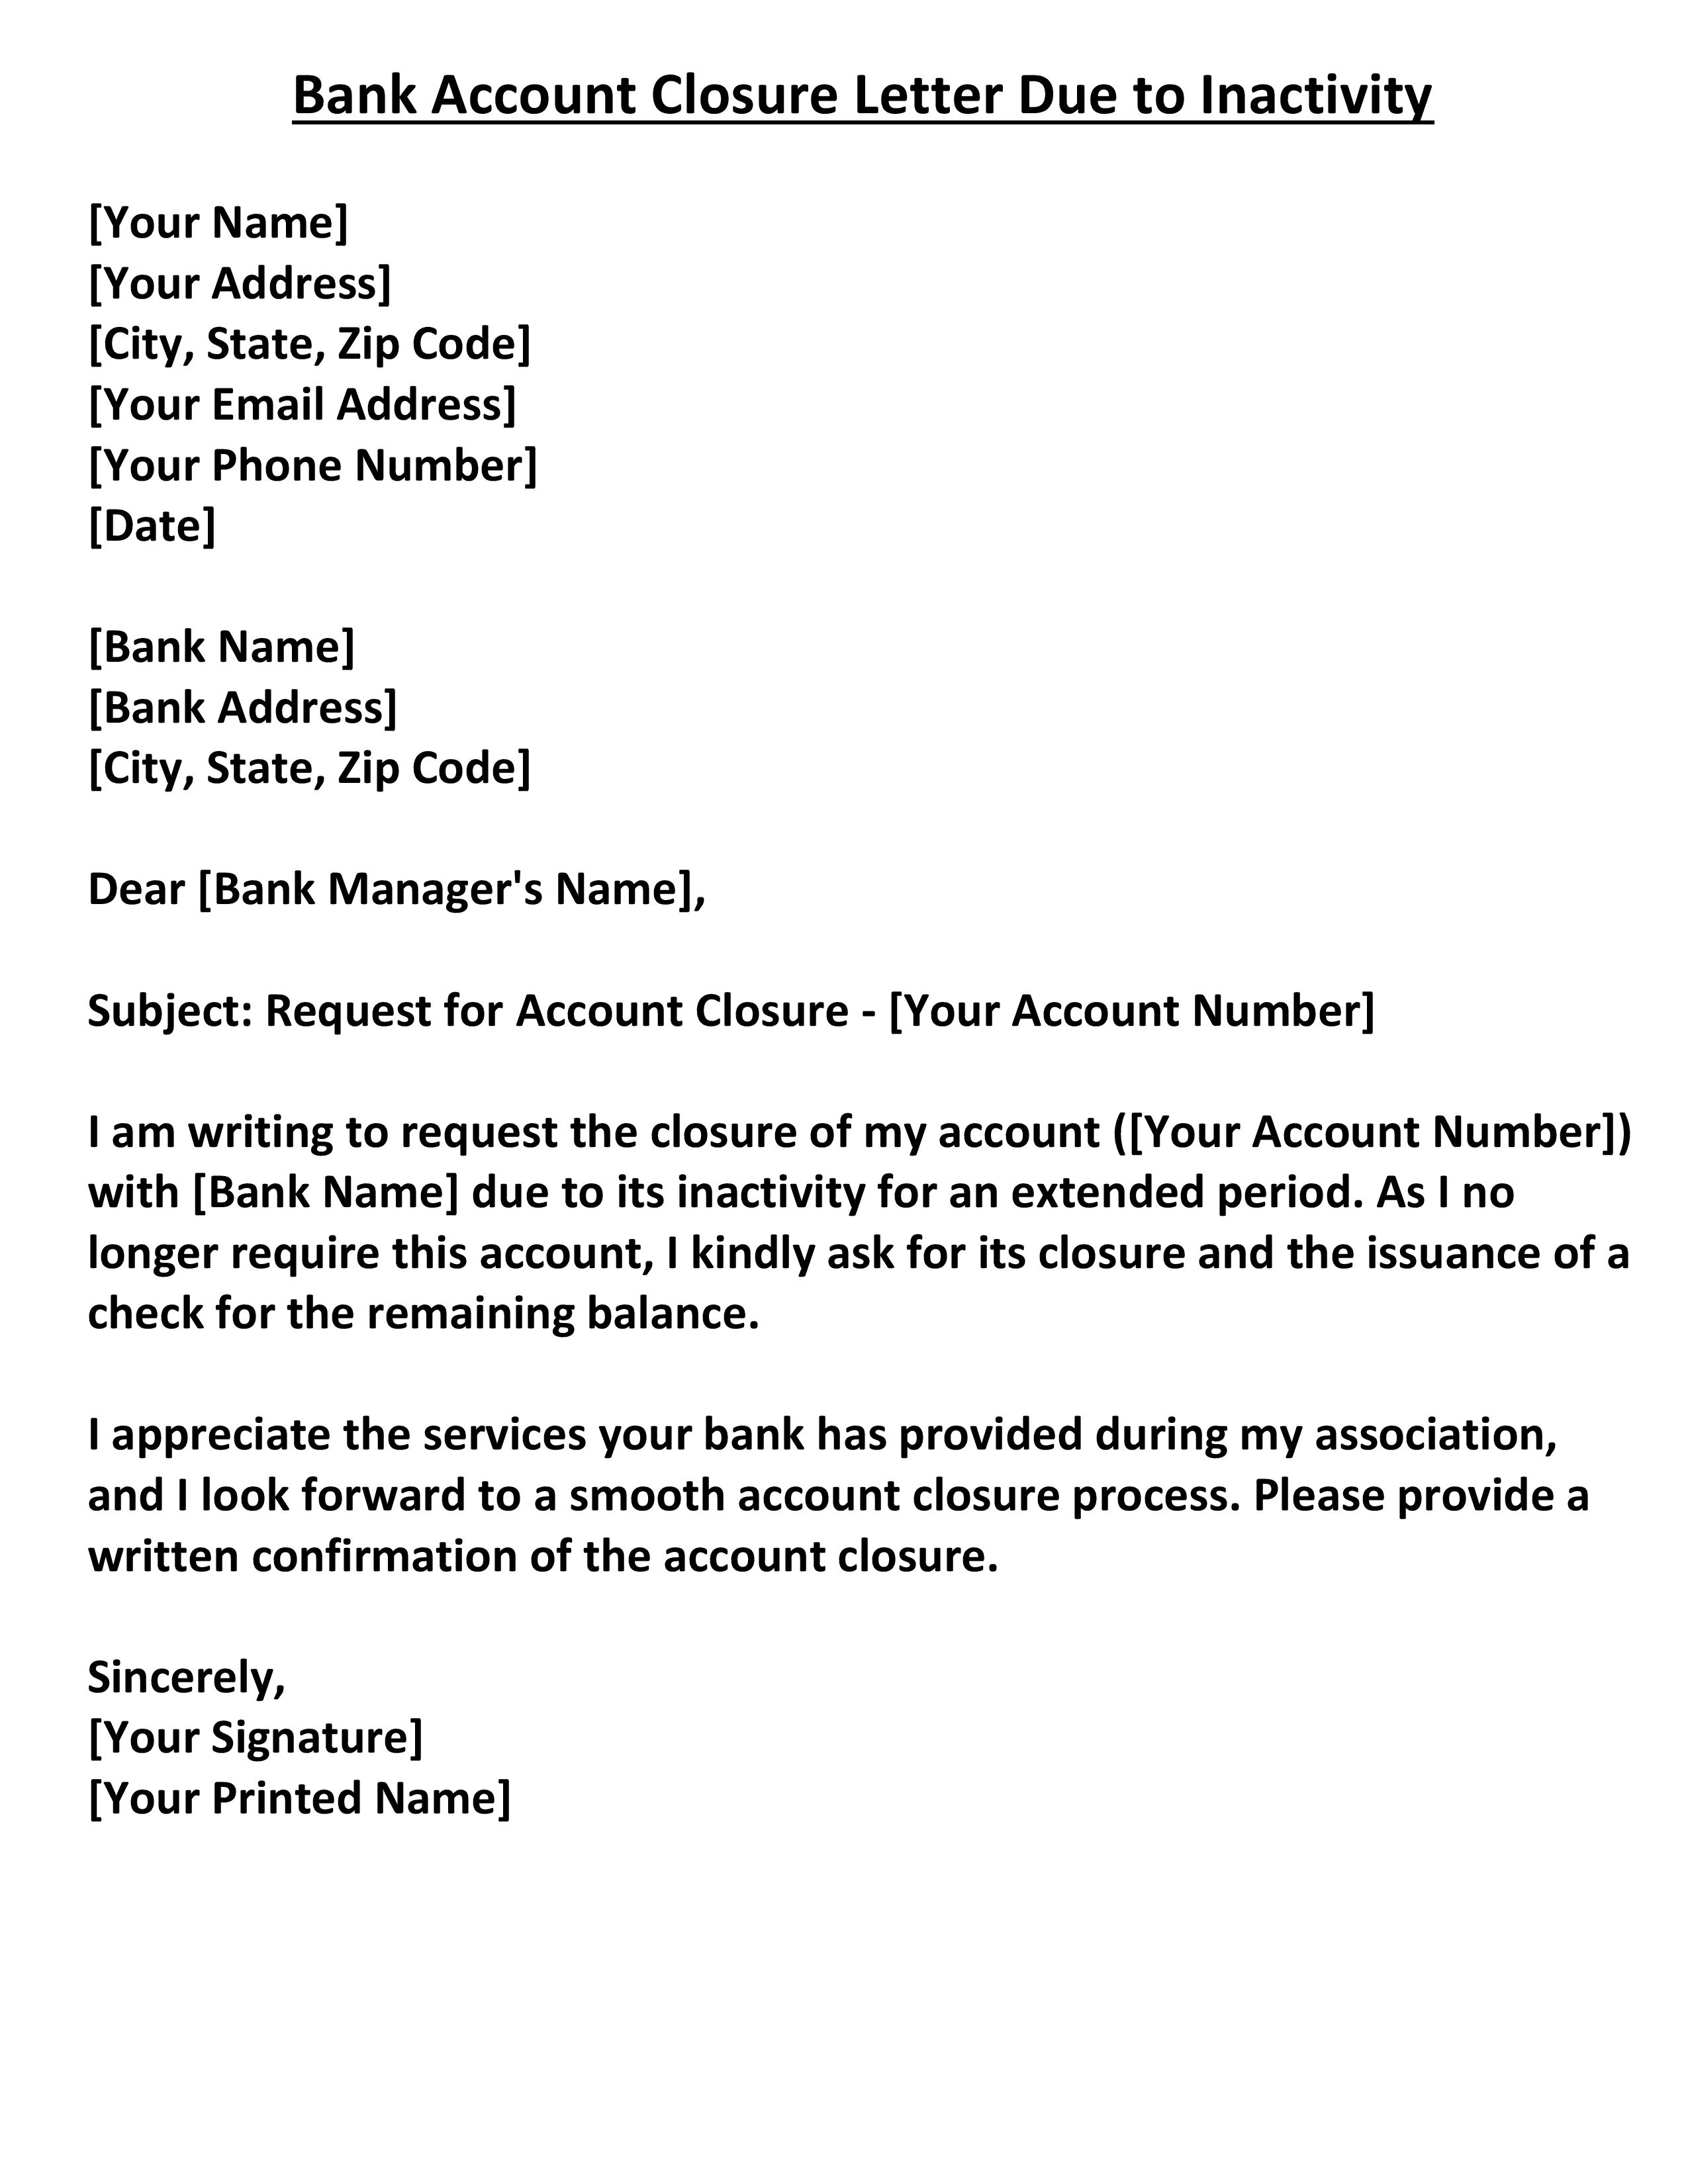 Bank Account Closure Letter Due to Inactivity
[Your Name]
[Your Address]
[City, State, Zip Code]
[Your Email Address]
[Your Phone Number]
[Date]
[Bank Name]
[Bank Address]
[City, State, Zip Code]
Dear [Bank Manager's Name],
Subject: Request for Account Closure - [Your Account Number]
I am writing to request the closure of my account ([Your Account Number])
with [Bank Name] due to its inactivity for an extended period. As I no
longer require this account, I kindly ask for its closure and the issuance of a
check for the remaining balance.
I appreciate the services your bank has provided during my association,
and I look forward to a smooth account closure process. Please provide a
written confirmation of the account closure.
Sincerely,
[Your Signature]
[Your Printed Name]